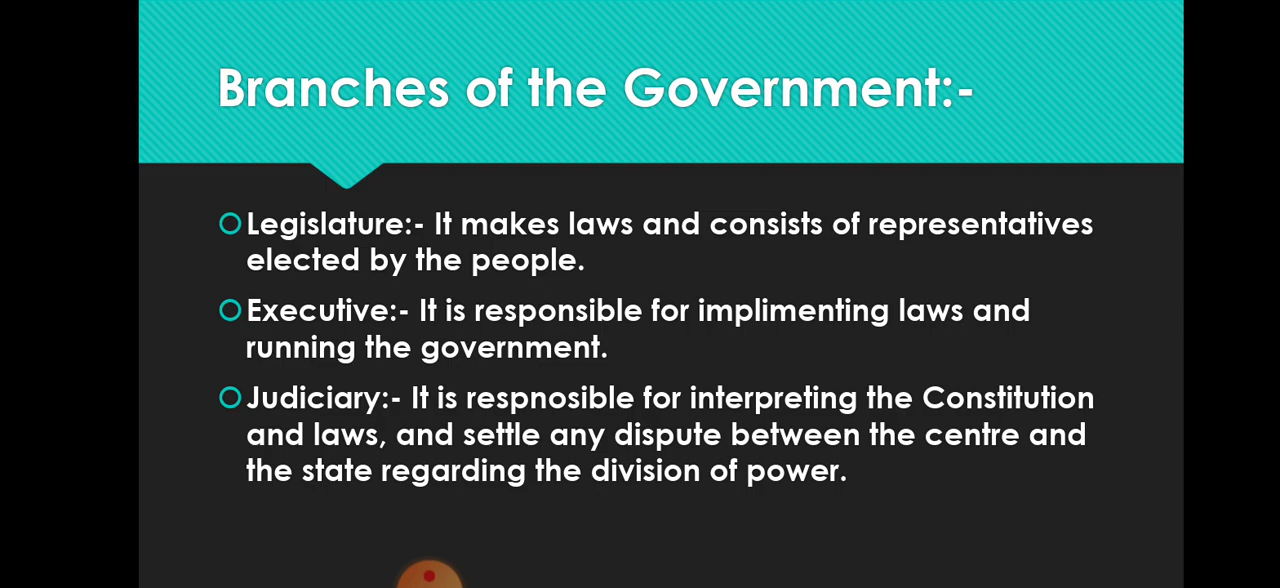 Branches of the Government:-
Legislature:- It makes laws and consists of representatives
elected by the people.
Executive:- It is responsible for implimenting laws and
running the government.
Judiciary:- It is respnosible for interpreting the Constitution
and laws, and settle any dispute between the centre and
the state regarding the division of power.